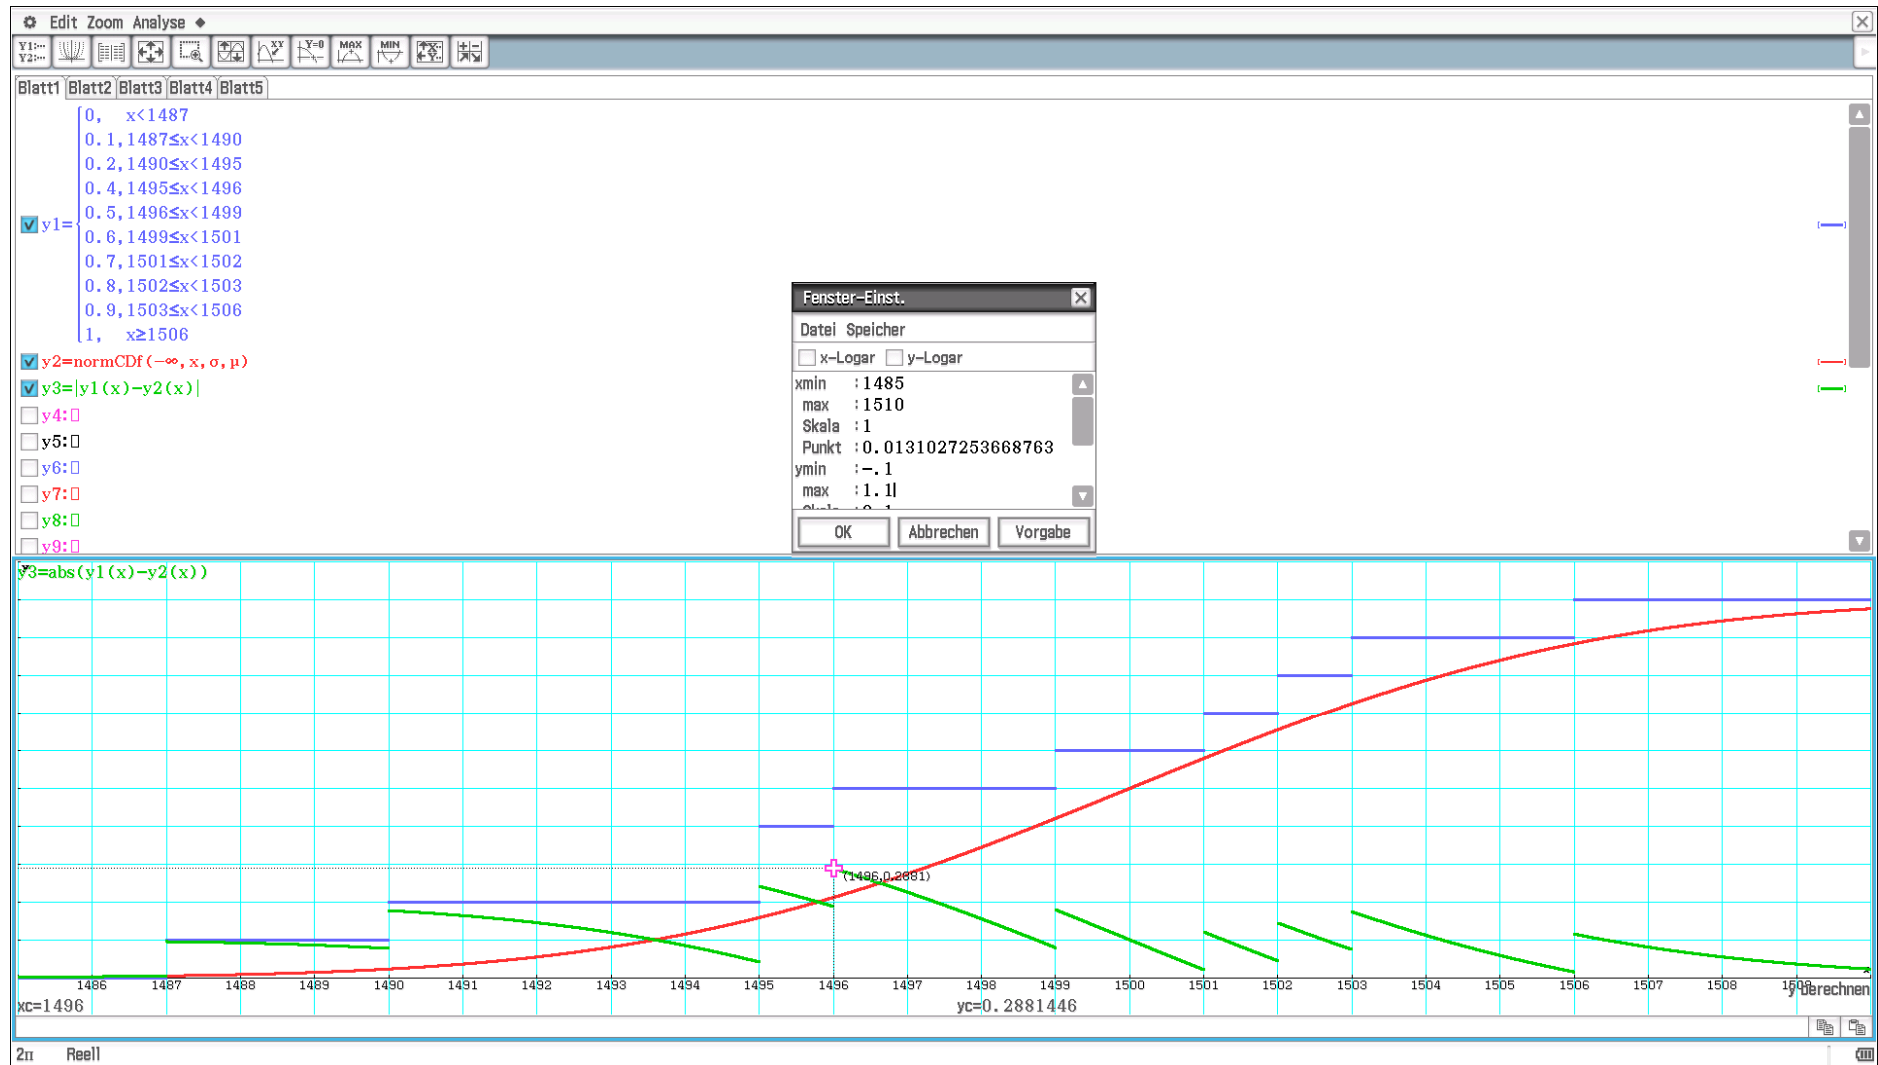 Edit Zoom Analyse
Y1:··· Y2:··· XY Y=0 MAX MIN
Blatt1 Blatt2 Blatt3 Blatt4 Blatt5
0, x<1487
0.1,1487≤x<1490
0.2,1490≤x<1495
0.4,1495≤x<1496
0.5,1496≤x<1499
y1=
0.6,1499≤x<1501
0.7,1501≤x<1502
0.8,1502≤x<1503
0.9,1503≤x<1506
1, x≥1506
y2=normCDf(-∞,x,σ,μ)
y3=|y1(x)-y2(x)|
y4:
y5:
y6:
y7:
y8:
y9:
Fenster-Einst.
Datei Speicher
x-Logar y-Logar
xmin :1485
max :1510
Skala :1
Punkt :0.0131027253668763
ymin :-.1
max :1.1
OK Abbrechen Vorgabe
y3=abs(y1(x)-y2(x))
(1496,0.2881)
1486 1487 1488 1489 1490 1491 1492 1493 1494 1495 1496 1497 1498 1499 1500 1501 1502 1503 1504 1505 1506 1507 1508
y berechnen
xc=1496 yc=0.2881446
2π Reell